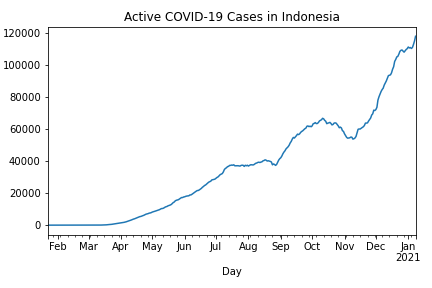 Active COVID-19 Cases in Indonesia
120000
100000
80000
60000
40000
20000
0
Feb Mar Apr May Jun Jul Aug Sep Oct Nov Dec Jan
2021
Day